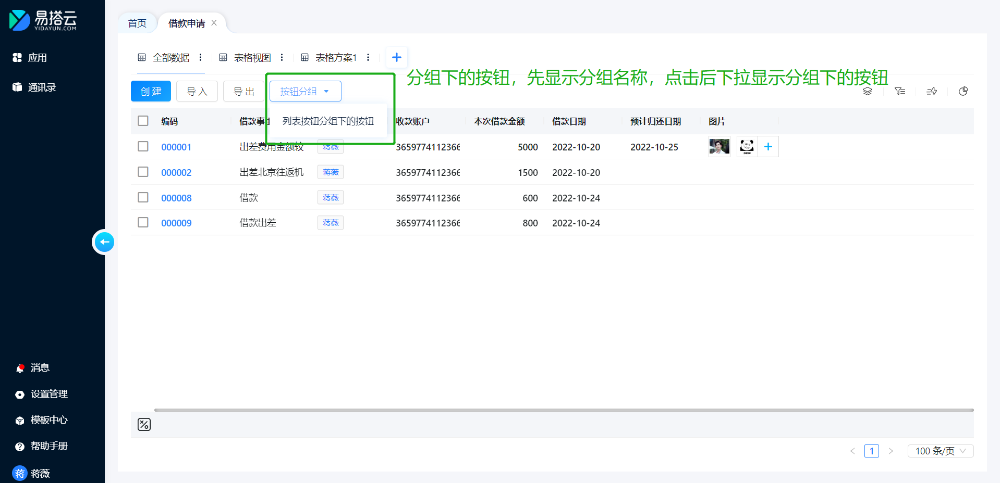 易搭云
YIDAYUN.COM
应用
通讯录
消息
设置管理
模板中心
帮助手册
蒋 蒋薇
首页 借款申请
全部数据 表格视图 表格方案1
分组下的按钮，先显示分组名称，点击后下拉显示分组下的按钮
创 建 导 入 导 出 按钮分组
列表按钮分组下的按钮
编码 借款事 收款账户 本次借款金额 借款日期 预计归还日期 图片
000001 出差费用金额较 蒋薇 3659774112366 5000 2022-10-20 2022-10-25
000002 出差北京往返机 蒋薇 3659774112366 1500 2022-10-20
000008 借款 蒋薇 3659774112366 600 2022-10-24
000009 借款出差 蒋薇 3659774112366 800 2022-10-24
< 1 > 100 条/页